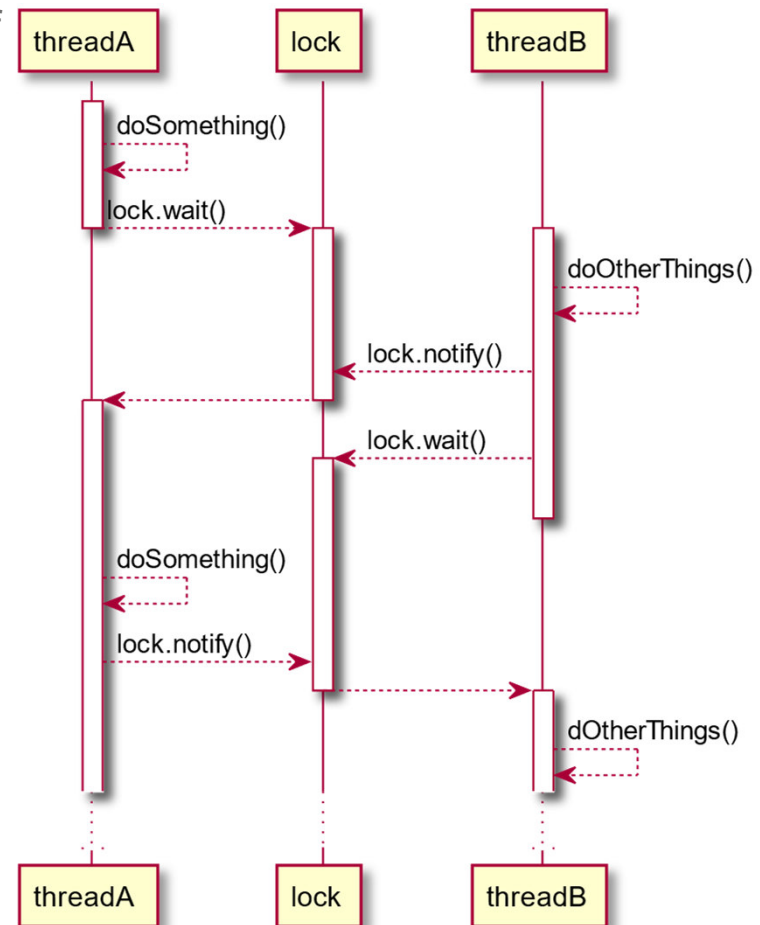 threadA
lock
threadB
doSomething()
lock.wait()
doOtherThings()
lock.notify()
lock.wait()
doSomething()
lock.notify()
dOtherThings()
threadA
lock
threadB